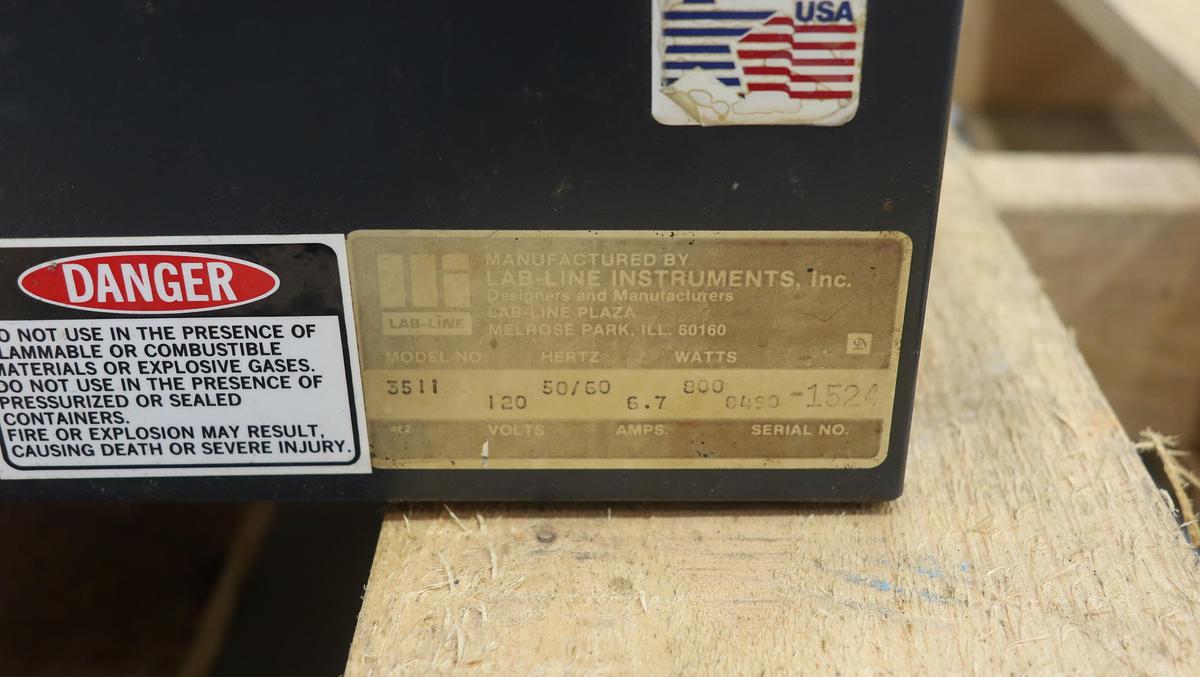 USA
DANGER
O NOT USE IN THE PRESENCE OF
LAMMABLE OR COMBUSTIBLE
MATERIALS OR EXPLOSIVE GASES.
DO NOT USE IN THE PRESENCE OF
PRESSURIZED OR SEALED
CONTAINERS.
FIRE OR EXPLOSION MAY RESULT,
CAUSING DEATH OR SEVERE INJURY.
MANUFACTURED BY
LAB-LINE INSTRUMENTS, Inc.
Designers and Manufacturers
LAB-LINE PLAZA
MELROSE PARK, ILL. 60160
LAB-LINE
MODEL NO. HERTZ WATTS
3511 50/60 800
120 6.7 0490 -1524
VOLTS AMPS. SERIAL NO.